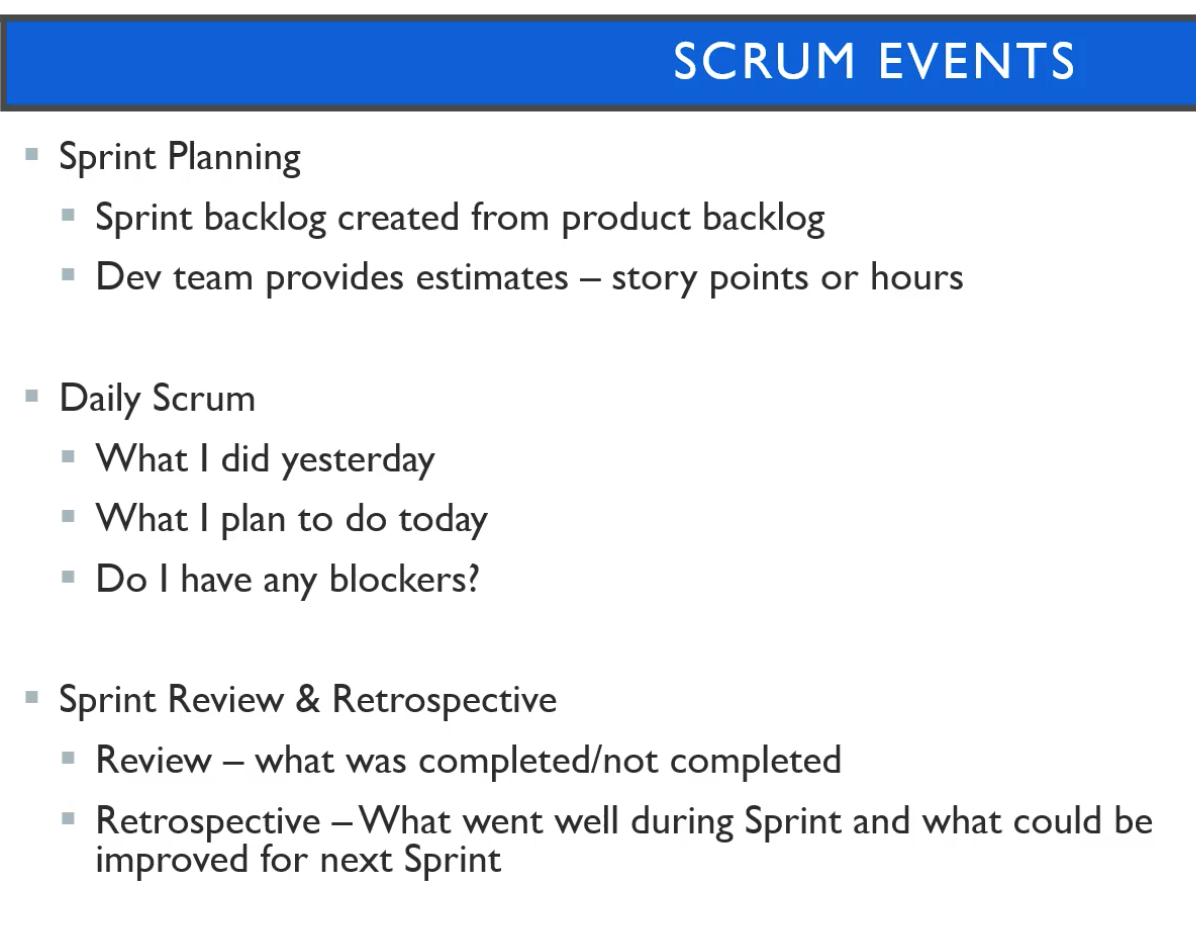 SCRUM EVENTS
Sprint Planning
Sprint backlog created from product backlog
Dev team provides estimates – story points or hours
Daily Scrum
What I did yesterday
What I plan to do today
Do I have any blockers?
Sprint Review & Retrospective
Review – what was completed/not completed
Retrospective – What went well during Sprint and what could be
improved for next Sprint